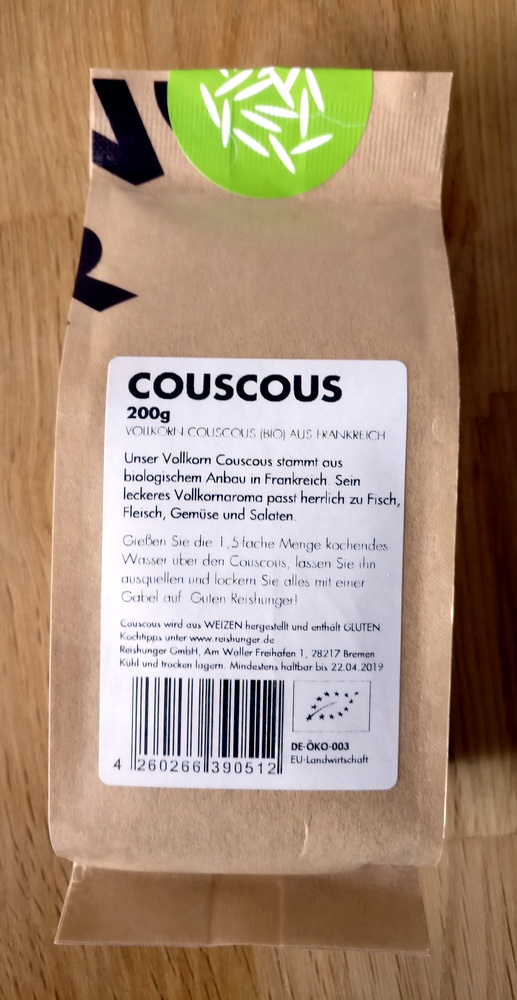 COUSCOUS
200g
VOLLKORN COUSCOUS (BIO) AUS FRANKREICH
Unser Vollkorn Couscous stammt aus
biologischem Anbau in Frankreich. Sein
leckeres Vollkornaroma passt herrlich zu Fisch,
Fleisch, Gemüse und Salaten.
Gießen Sie die 1,5 fache Menge kochendes
Wasser über den Couscous, lassen Sie ihn
ausquellen und lockern Sie alles mit einer
Gabel auf. Guten Reishunger!
Couscous wird aus WEIZEN hergestellt und enthält GLUTEN.
Kochtipps unter www.reishunger.de
Reishunger GmbH, Am Waller Freihafen 1, 28217 Bremen
Kühl und trocken lagern. Mindestens haltbar bis 22.04.2019
4 260266 390512
DE-ÖKO-003
EU-Landwirtschaft